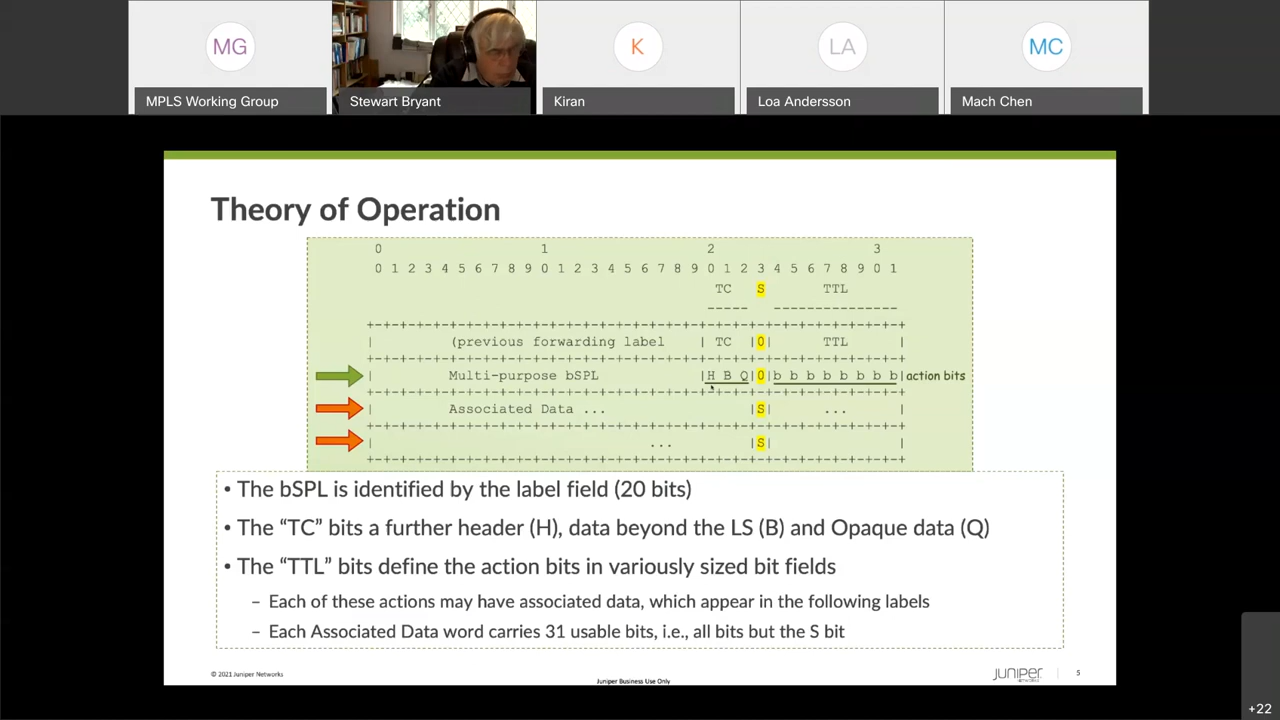 MG
K
LA
MC
MPLS Working Group
Stewart Bryant
Kiran
Loa Andersson
Mach Chen
Theory of Operation
0 1 2 3
0 1 2 3 4 5 6 7 8 9 0 1 2 3 4 5 6 7 8 9 0 1 2 3 4 5 6 7 8 9 0 1
TC S TTL
----- ---------------
+-+-+-+-+-+-+-+-+-+-+-+-+-+-+-+-+-+-+-+-+-+-+-+-+-+-+-+-+-+-+-+-+
| (previous forwarding label | TC |0| TTL |
+-+-+-+-+-+-+-+-+-+-+-+-+-+-+-+-+-+-+-+-+-+-+-+-+-+-+-+-+-+-+-+-+
| Multi-purpose bSPL |H B Q|0|b b b b b b b b| action bits
+-+-+-+-+-+-+-+-+-+-+-+-+-+-+-+-+-+-+-+-+-+-+-+-+-+-+-+-+-+-+-+-+
| Associated Data ... |S| ... |
+-+-+-+-+-+-+-+-+-+-+-+-+-+-+-+-+-+-+-+-+-+-+-+-+-+-+-+-+-+-+-+-+
| ... |S| |
+-+-+-+-+-+-+-+-+-+-+-+-+-+-+-+-+-+-+-+-+-+-+-+-+-+-+-+-+-+-+-+-+
• The bSPL is identified by the label field (20 bits)
• The “TC” bits a further header (H), data beyond the LS (B) and Opaque data (Q)
• The “TTL” bits define the action bits in variously sized bit fields
– Each of these actions may have associated data, which appear in the following labels
– Each Associated Data word carries 31 usable bits, i.e., all bits but the S bit
© 2021 Juniper Networks
Juniper Business Use Only
JUNIPER
NETWORKS
5
+22